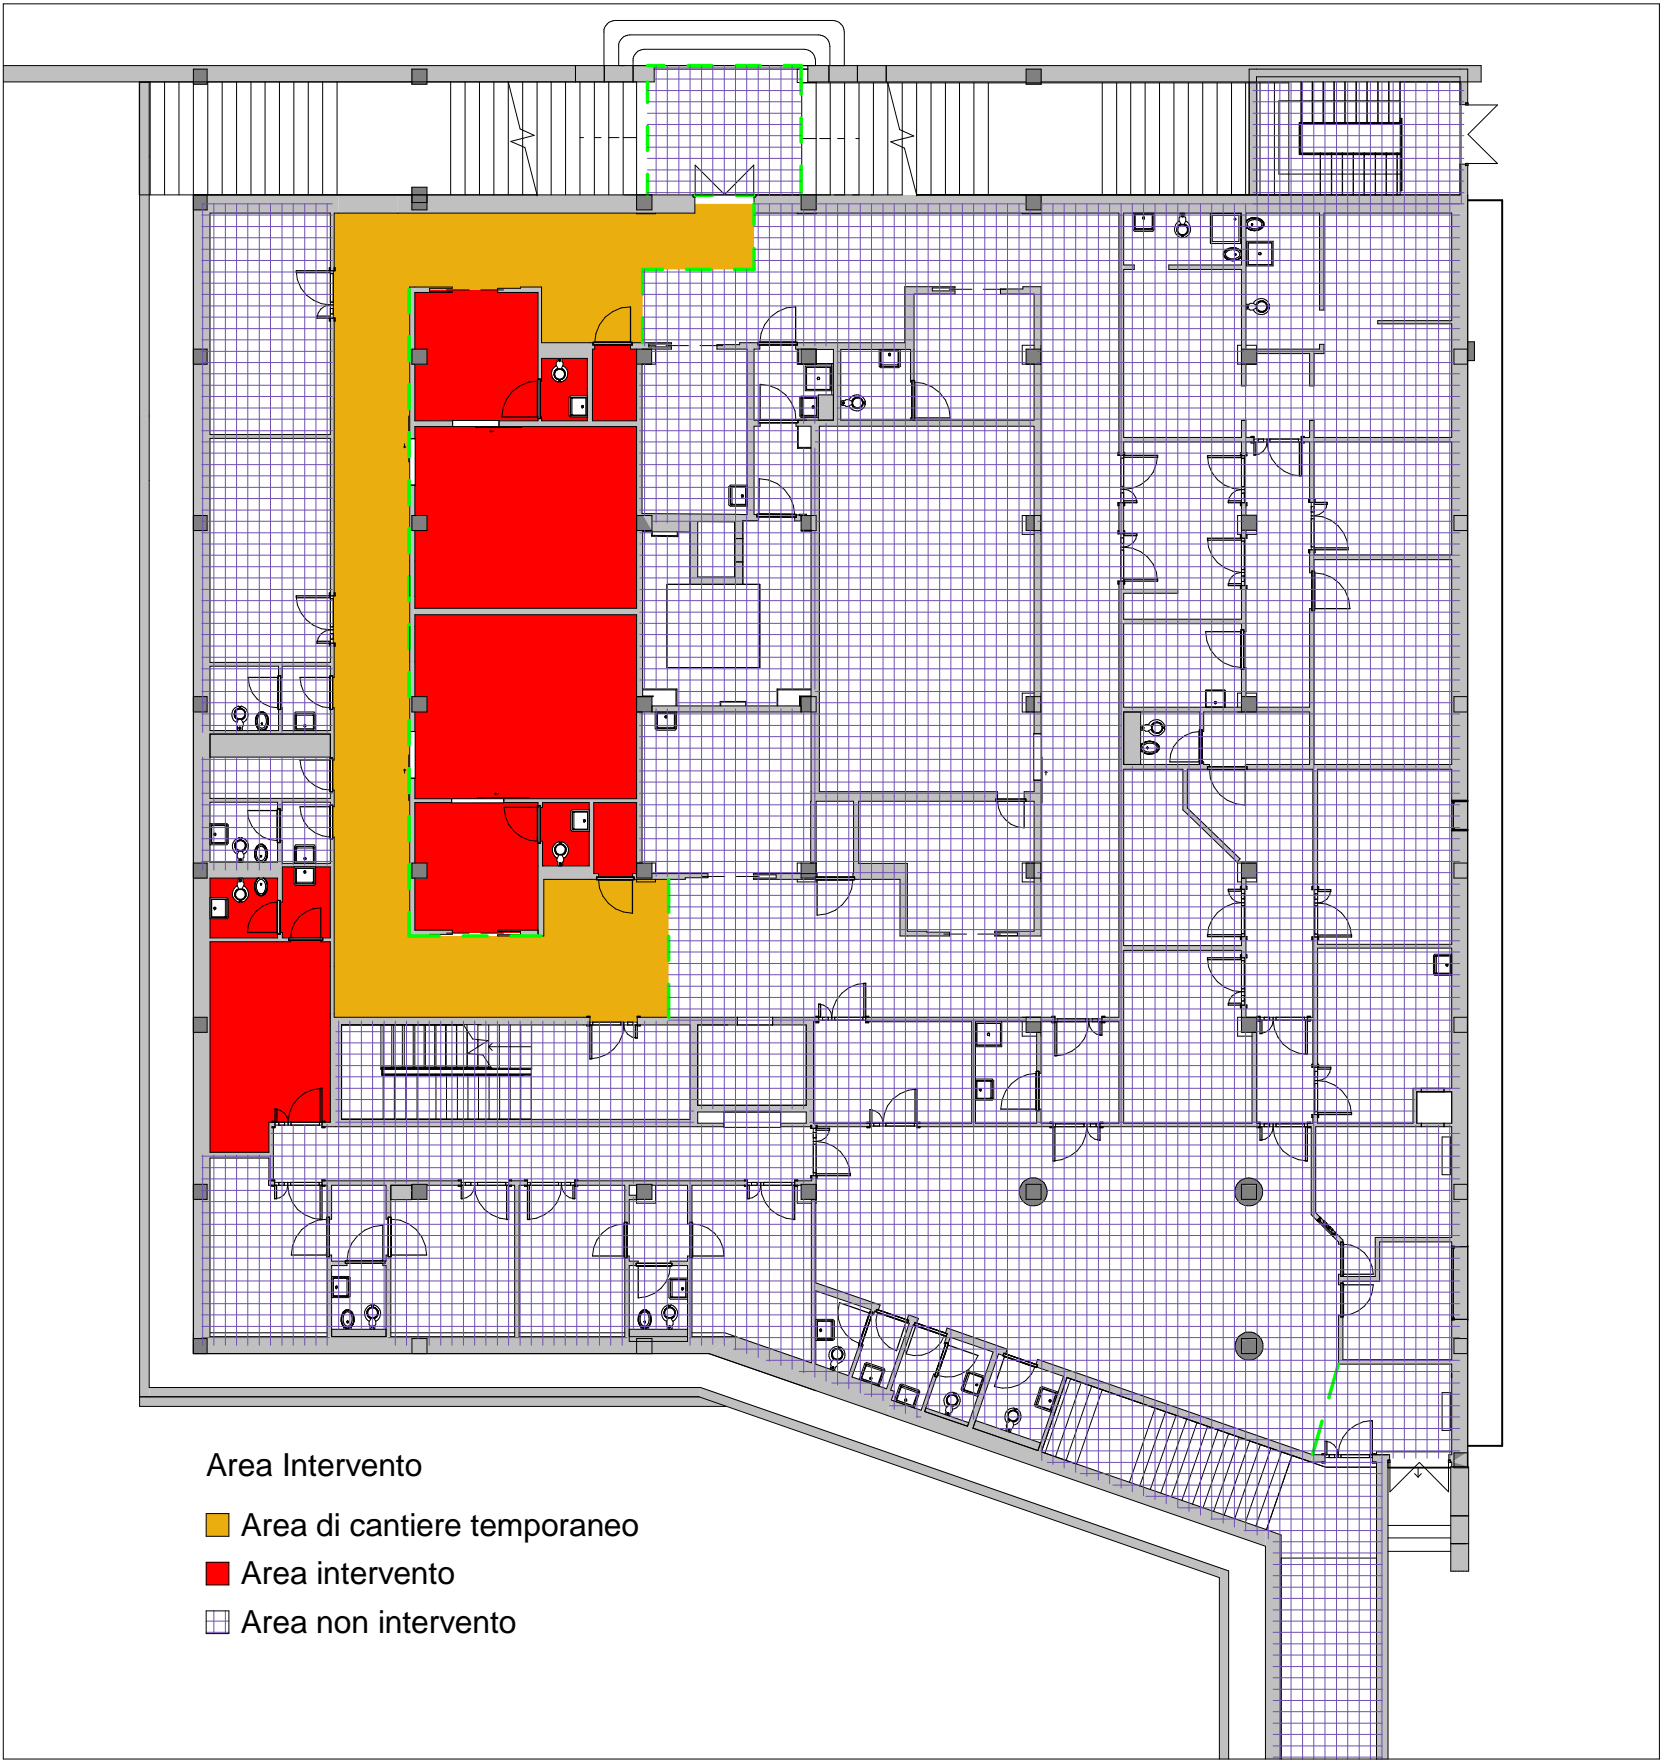 Area Intervento
Area di cantiere temporaneo
Area intervento
Area non intervento